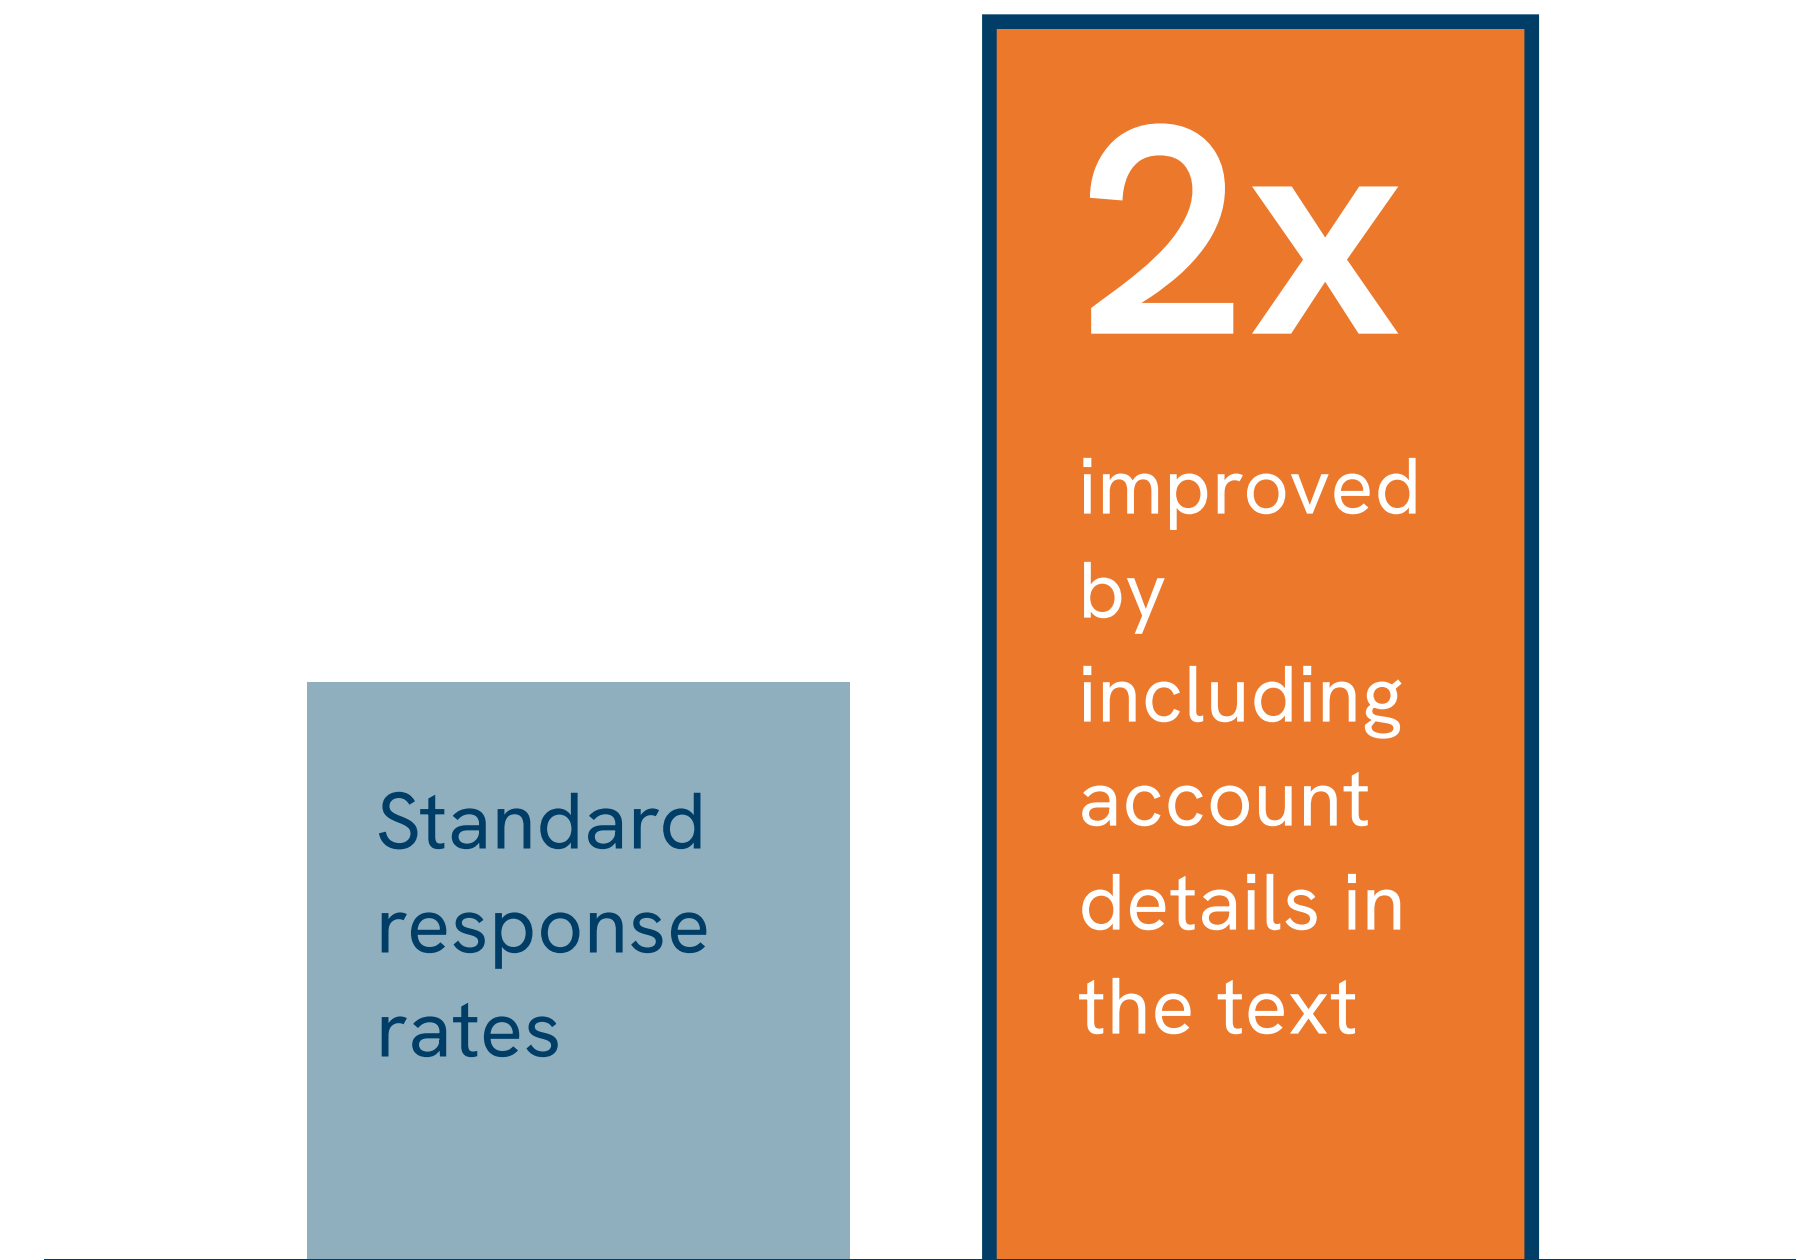 2x
improved
by
including
account
details in
the text
Standard
response
rates